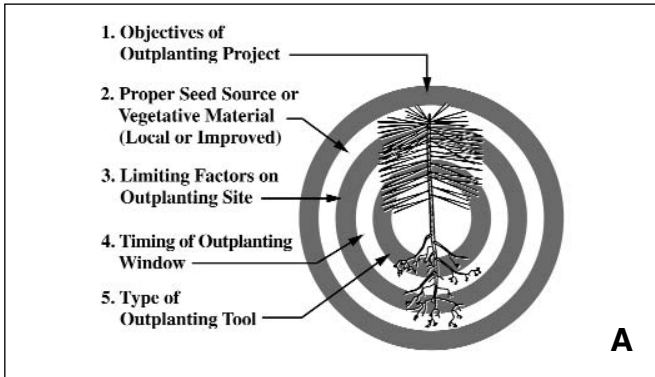 1. Objectives of
Outplanting Project
2. Proper Seed Source or
Vegetative Material
(Local or Improved)
3. Limiting Factors on
Outplanting Site
4. Timing of Outplanting
Window
5. Type of
Outplanting Tool
A